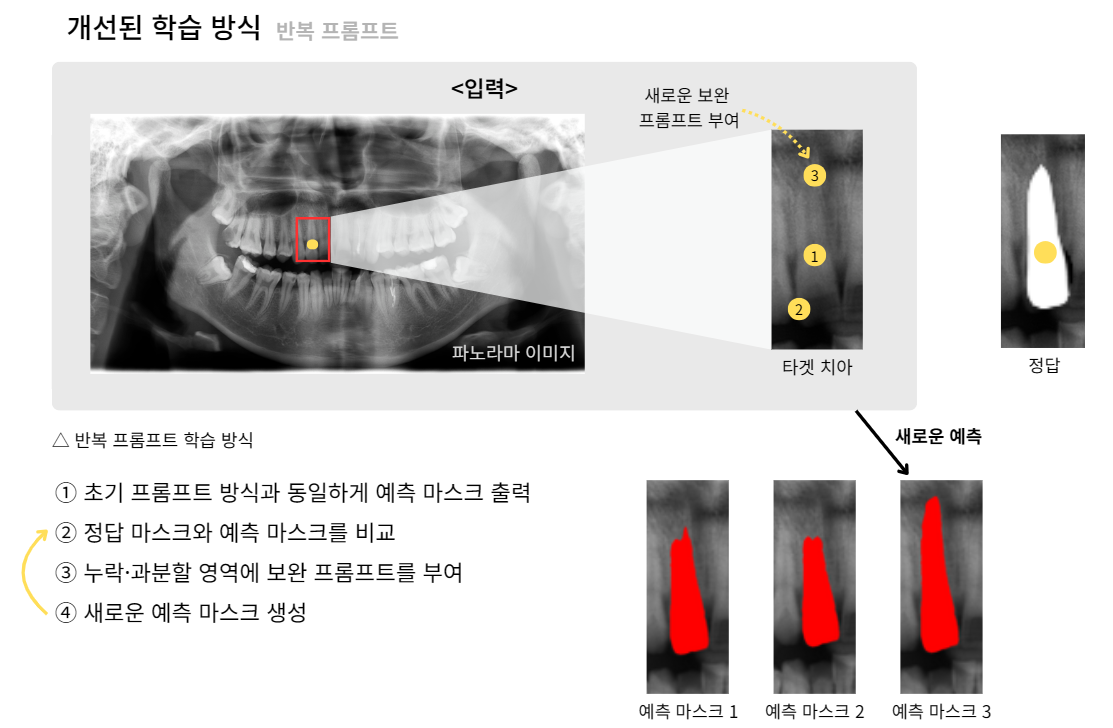 개선된 학습 방식 반복 프롬프트
<입력>
새로운 보완
프롬프트 부여
3
1
2
파노라마 이미지
타겟 치아
정답
△ 반복 프롬프트 학습 방식
새로운 예측
① 초기 프롬프트 방식과 동일하게 예측 마스크 출력
② 정답 마스크와 예측 마스크를 비교
③ 누락·과분할 영역에 보완 프롬프트를 부여
④ 새로운 예측 마스크 생성
예측 마스크 1
예측 마스크 2
예측 마스크 3